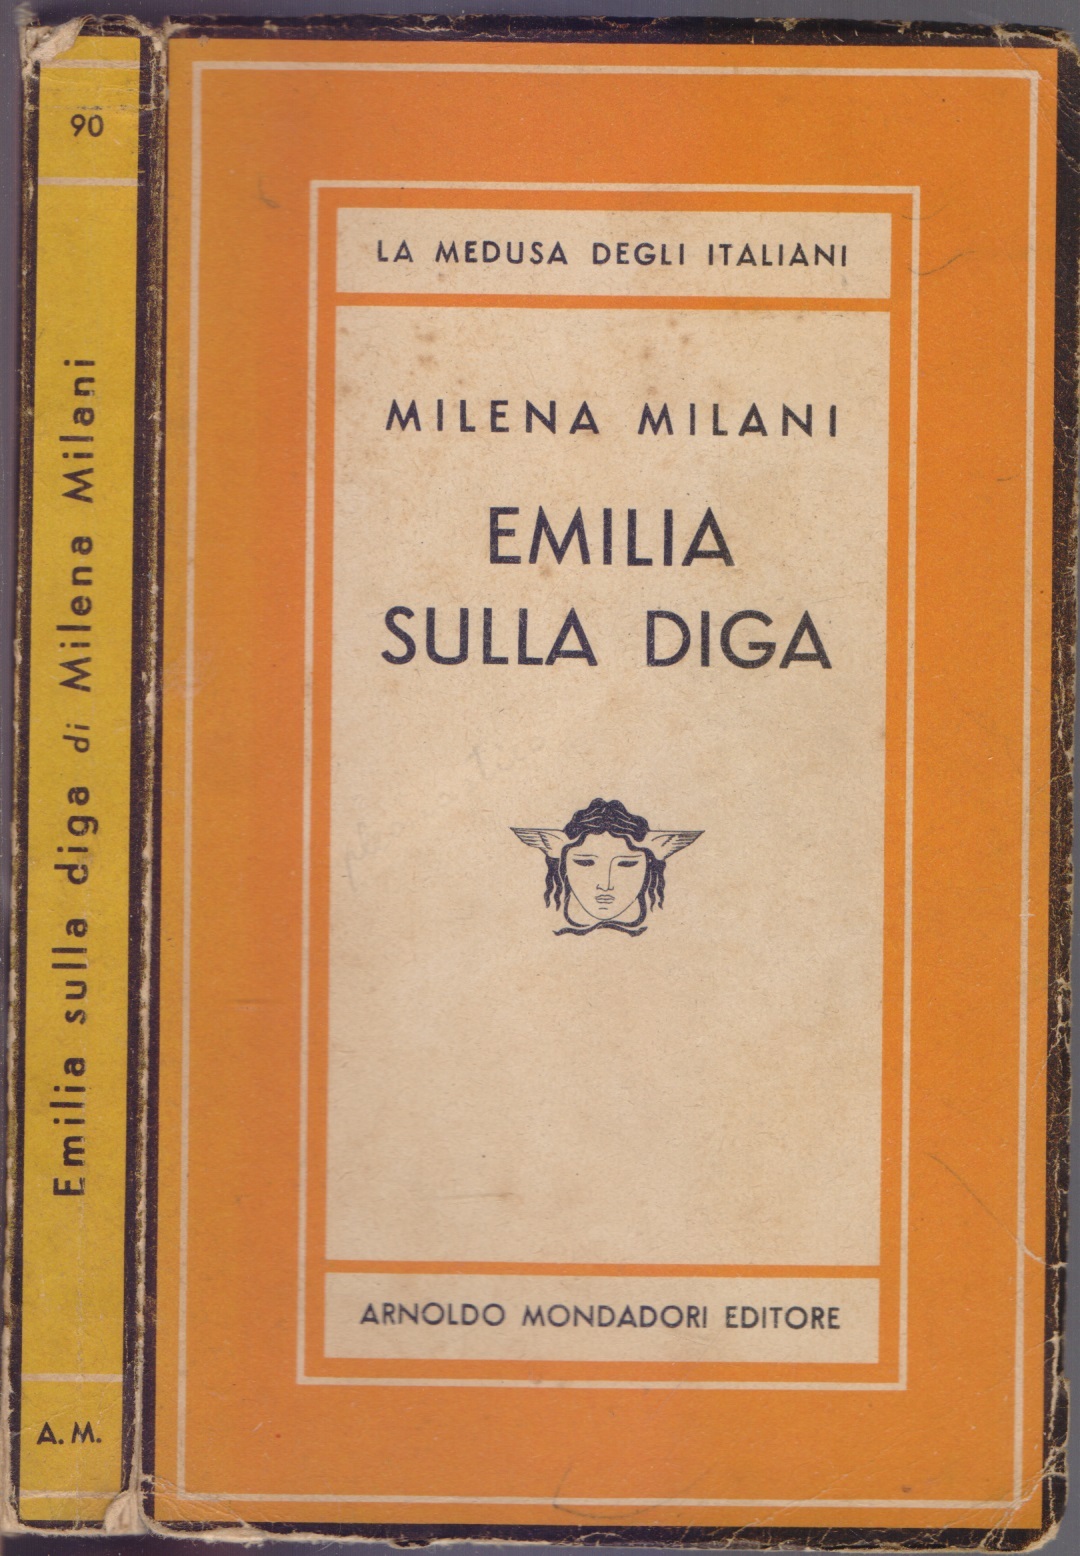 90
Emilia sulla diga di Milena Milani
A. M.
LA MEDUSA DEGLI ITALIANI
MILENA MILANI
EMILIA
SULLA DIGA
ARNOLDO MONDADORI EDITORE